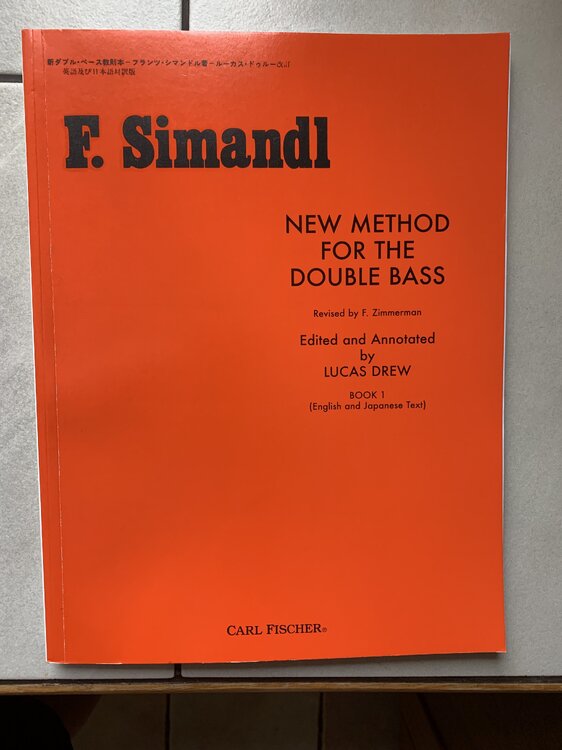 新ダブル・ベース教則本−フランツ・シマンドル著−ルーカス・ドゥルー改訂
英語及び日本語対訳版
F. Simandl
NEW METHOD
FOR THE
DOUBLE BASS
Revised by F. Zimmerman
Edited and Annotated
by
LUCAS DREW
BOOK 1
(English and Japanese Text)
CARL FISCHER®